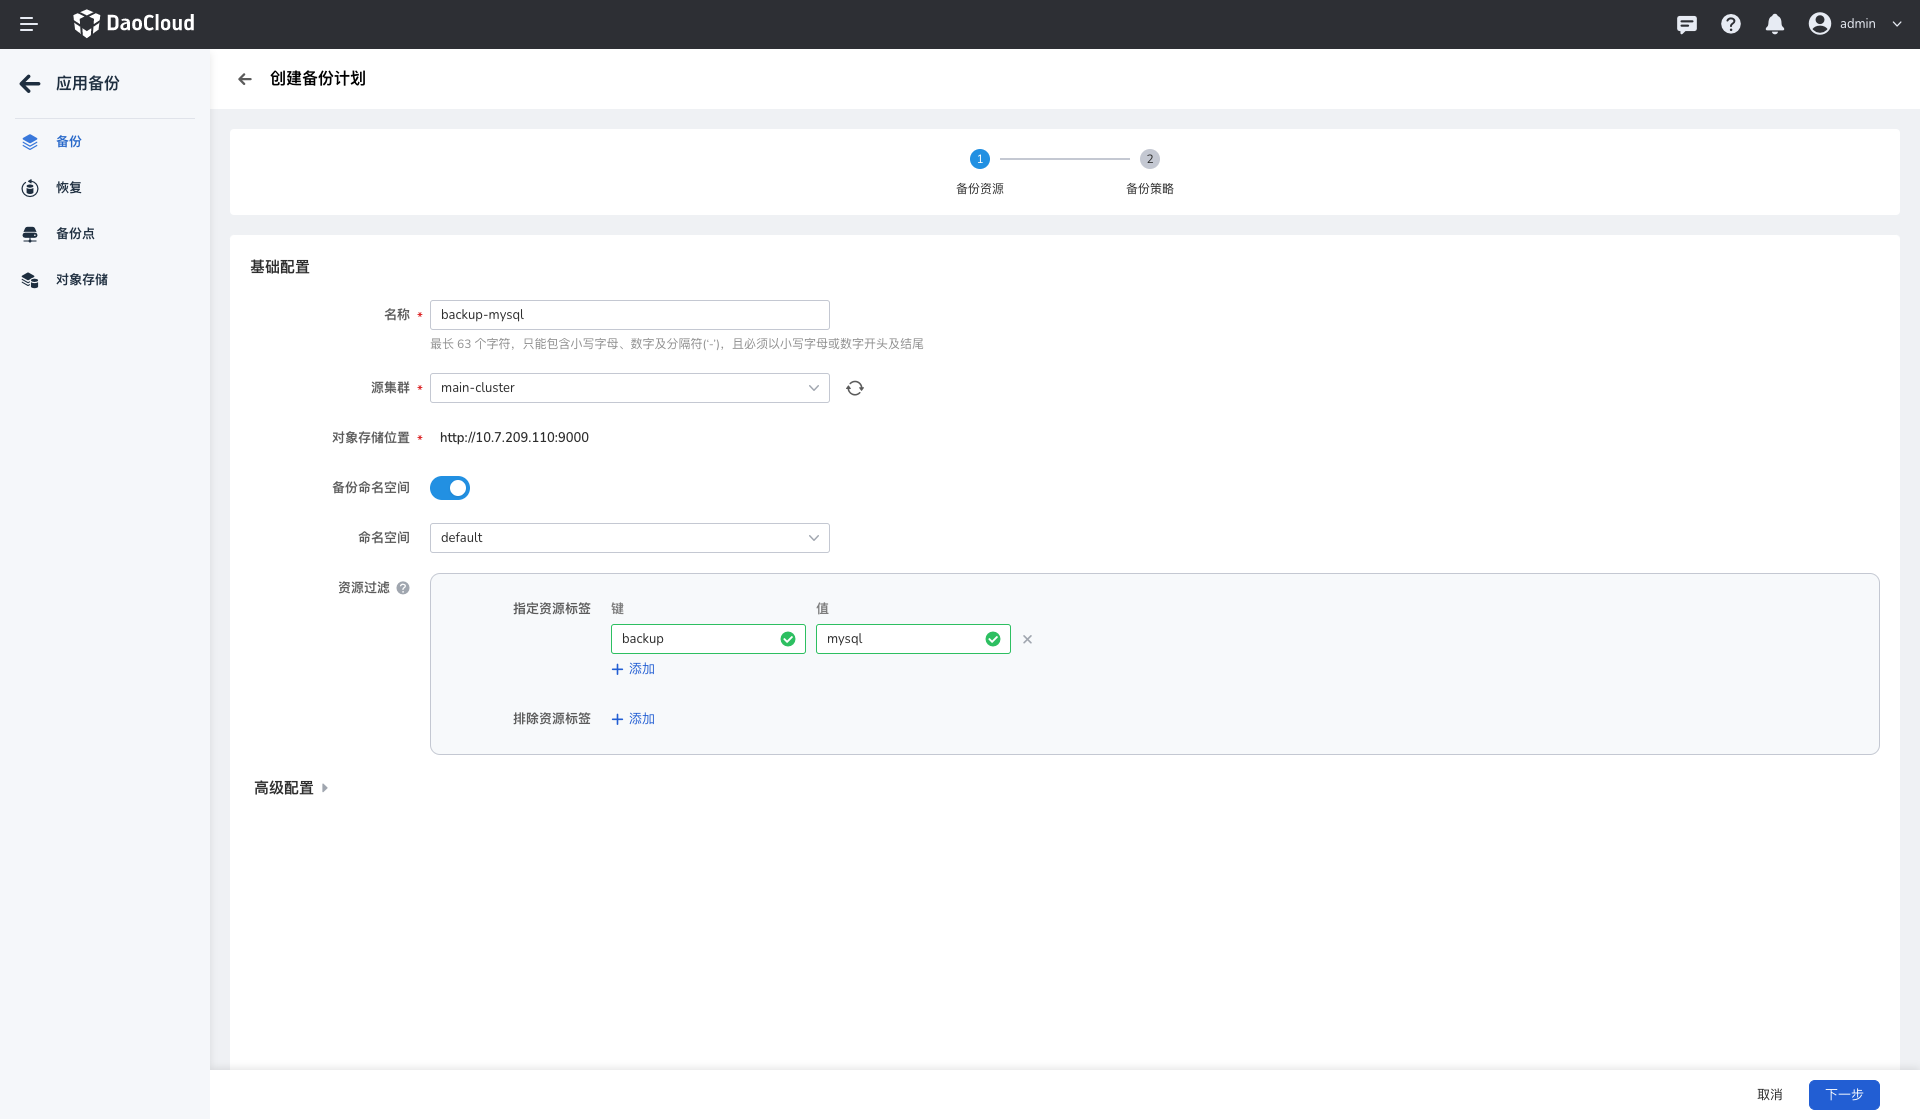 DaoCloud
admin
应用备份
备份
恢复
备份点
对象存储
创建备份计划
1
2
备份资源
备份策略
基础配置
名称 *
backup-mysql
最长 63 个字符，只能包含小写字母、数字及分隔符('-')，且必须以小写字母或数字开头及结尾
源集群 *
main-cluster
对象存储位置 *
http://10.7.209.110:9000
备份命名空间
命名空间
default
资源过滤 ?
指定资源标签
键
值
backup
mysql
+ 添加
排除资源标签
+ 添加
高级配置
取消
下一步